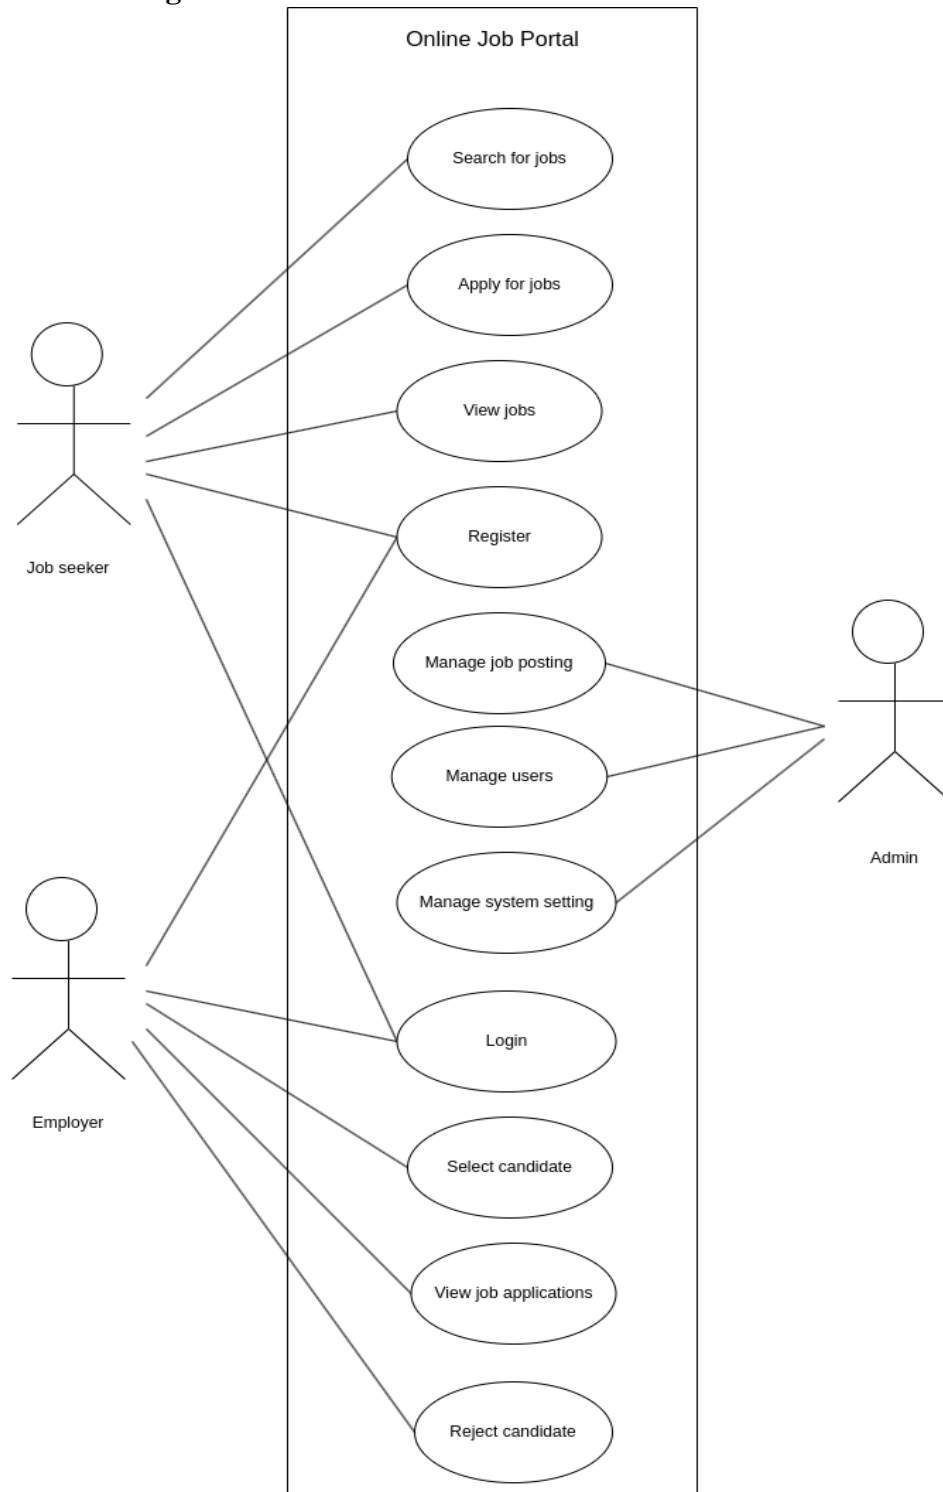 Online Job Portal
Search for jobs
Apply for jobs
View jobs
Register
Job seeker
Manage job posting
Manage users
Admin
Manage system setting
Login
Employer
Select candidate
View job applications
Reject candidate